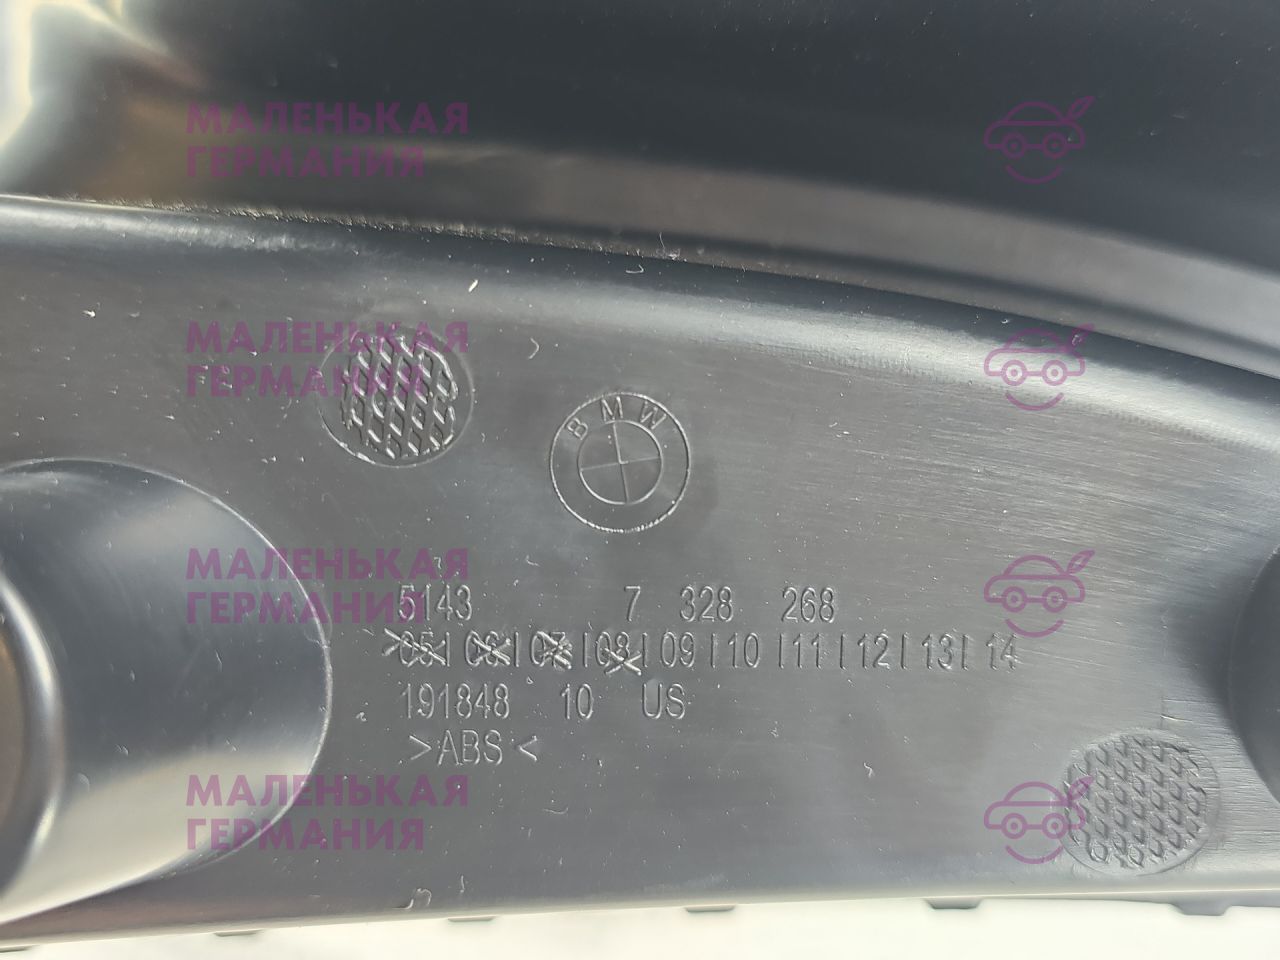 МАЛЕНЬКАЯ
ГЕРМАНИЯ
МАЛЕНЬКАЯ
ГЕРМАНИЯ
BMW
МАЛЕНЬКАЯ
ГЕРМАНИЯ
5143 7 328 268
>05|06|07|08|09|10|11|12|13|14
191848 10 US
>ABS<
МАЛЕНЬКАЯ
ГЕРМАНИЯ